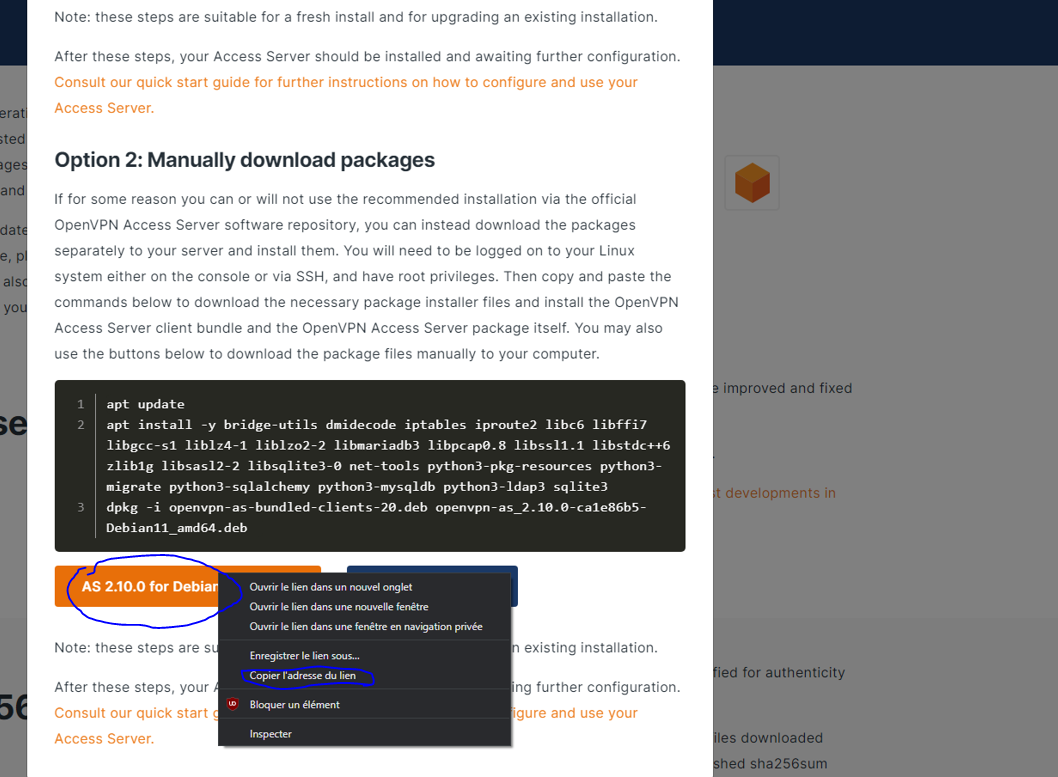 Note: these steps are suitable for a fresh install and for upgrading an existing installation.
After these steps, your Access Server should be installed and awaiting further configuration.
Consult our quick start guide for further instructions on how to configure and use your
Access Server.
Option 2: Manually download packages
If for some reason you can or will not use the recommended installation via the official
OpenVPN Access Server software repository, you can instead download the packages
separately to your server and install them. You will need to be logged on to your Linux
system either on the console or via SSH, and have root privileges. Then copy and paste the
commands below to download the necessary package installer files and install the OpenVPN
Access Server client bundle and the OpenVPN Access Server package itself. You may also
use the buttons below to download the package files manually to your computer.
1 apt update
2 apt install -y bridge-utils dmidecode iptables iproute2 libc6 libffi7
libgcc-s1 liblz4-1 liblzo2-2 libmariadb3 libpcap0.8 libssl1.1 libstdc++6
zlib1g libsasl2-2 libsqlite3-0 net-tools python3-pkg-resources python3-
migrate python3-sqlalchemy python3-mysqldb python3-ldap3 sqlite3
3 dpkg -i openvpn-as-bundled-clients-20.deb openvpn-as_2.10.0-ca1e86b5-
Debian11_amd64.deb
AS 2.10.0 for Debian
Ouvrir le lien dans un nouvel onglet
Ouvrir le lien dans une nouvelle fenêtre
Ouvrir le lien dans une fenêtre en navigation privée
Enregistrer le lien sous...
Copier l'adresse du lien
Bloquer un élément
Inspecter
Note: these steps are su
n existing installation.
After these steps, your A
ing further configuration.
Consult our quick start g
igure and use your
Access Server.
e improved and fixed
st developments in
fied for authenticity
iles downloaded
shed sha256sum
erati
sted
ages
and
date
e, pl
also
you
se
56